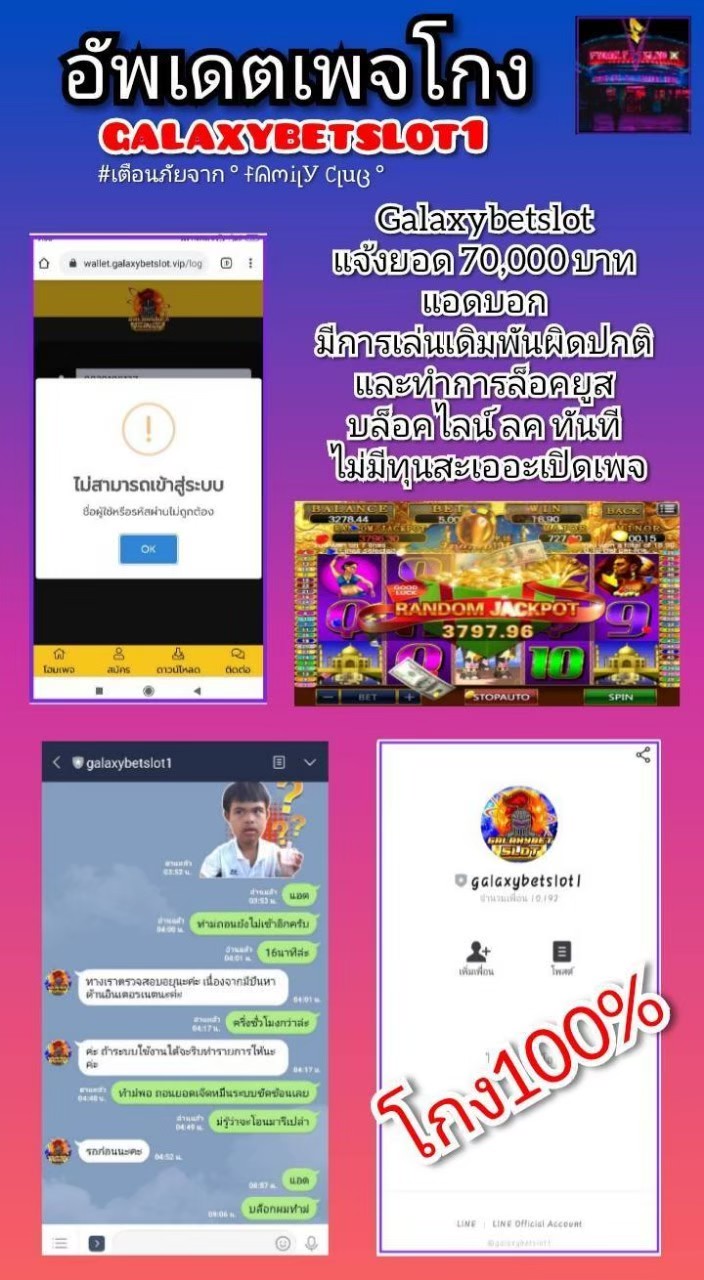 อัพเดตเพจโกง
GALAXYBETSLOT1
#เตือนภัยจาก ° fAmily Club °
Galaxybetslot
แจ้งยอด 70,000 บาท
แอดบอก
มีการเล่นเดิมพันผิดปกติ
และทำการล็อคยูส
บล็อคไลน์ ลค ทันที
ไม่มีทุนสะเออะเปิดเพจ
wallet.galaxybetslot.vip/log
ไม่สามารถเข้าสู่ระบบ
ชื่อผู้ใช้หรือรหัสผ่านไม่ถูกต้อง
OK
โฮมเพจ สมัคร ดาวน์โหลด ติดต่อ
BALANCE BET WIN BACK
3278.44 5.00 16.90
3796.30 727.80 00.15
GOOD LUCK
RANDOM JACKPOT
3797.96
10
BET STOPAUTO SPIN
galaxybetslot1
อ่านแล้ว
03:52 น.
อ่านแล้ว
03:53 น.
แอด
อ่านแล้ว
04:00 น.
ทำมถอนยังไม่เข้าอีกครับ
อ่านแล้ว
04:01 น.
16นาทีล่ะ
ทางเราตรวจสอบอยุนะค่ะ เนื่องจากมีปันหา
ด้านอินเตอรเนตนะค่ะ
04:01 น.
อ่านแล้ว
04:17 น.
ครึ่งชั่วโมงกว่าล่ะ
ค่ะ ถ้าระบบใช้งานได้จะรีบทำรายการให้นะ
ค่ะ
04:17 น.
อ่านแล้ว
04:48 น.
ทำมพอ ถอนยอดเจ็ดหมื่นระบบขัดข้อนเลย
อ่านแล้ว
04:49 น.
ม่รู้ว่าจะโอนมารึเปล่า
รอก่อนนะคะ
04:52 น.
แอด
บล้อกผมทำม
09:06 น.
GALAXYBET
SLOT
galaxybetslot1
จำนวนเพื่อน 10,192
เพิ่มเพื่อน โพสต์
โกง100%
LINE | LINE Official Account
@galaxybetslot1